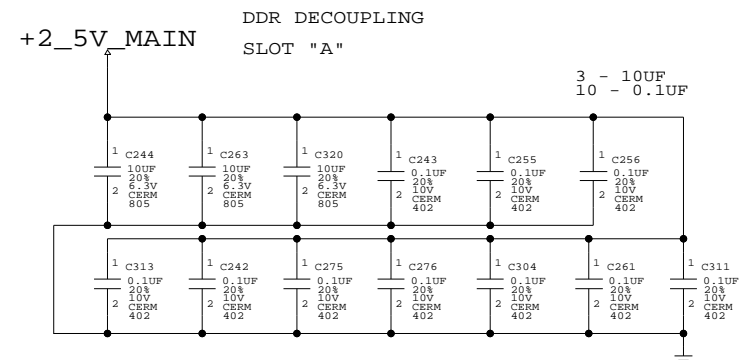 DDR DECOUPLING
+2_5V_MAIN
SLOT "A"
3 - 10UF
10 - 0.1UF
1 C244
10UF
20%
2 6.3V
CERM
805
1 C263
10UF
20%
2 6.3V
CERM
805
1 C320
10UF
20%
2 6.3V
CERM
805
1 C243
0.1UF
20%
2 10V
CERM
402
1 C255
0.1UF
20%
2 10V
CERM
402
1 C256
0.1UF
20%
2 10V
CERM
402
1 C313
0.1UF
20%
2 10V
CERM
402
1 C242
0.1UF
20%
2 10V
CERM
402
1 C275
0.1UF
20%
2 10V
CERM
402
1 C276
0.1UF
20%
2 10V
CERM
402
1 C304
0.1UF
20%
2 10V
CERM
402
1 C261
0.1UF
20%
2 10V
CERM
402
1 C311
0.1UF
20%
2 10V
CERM
402